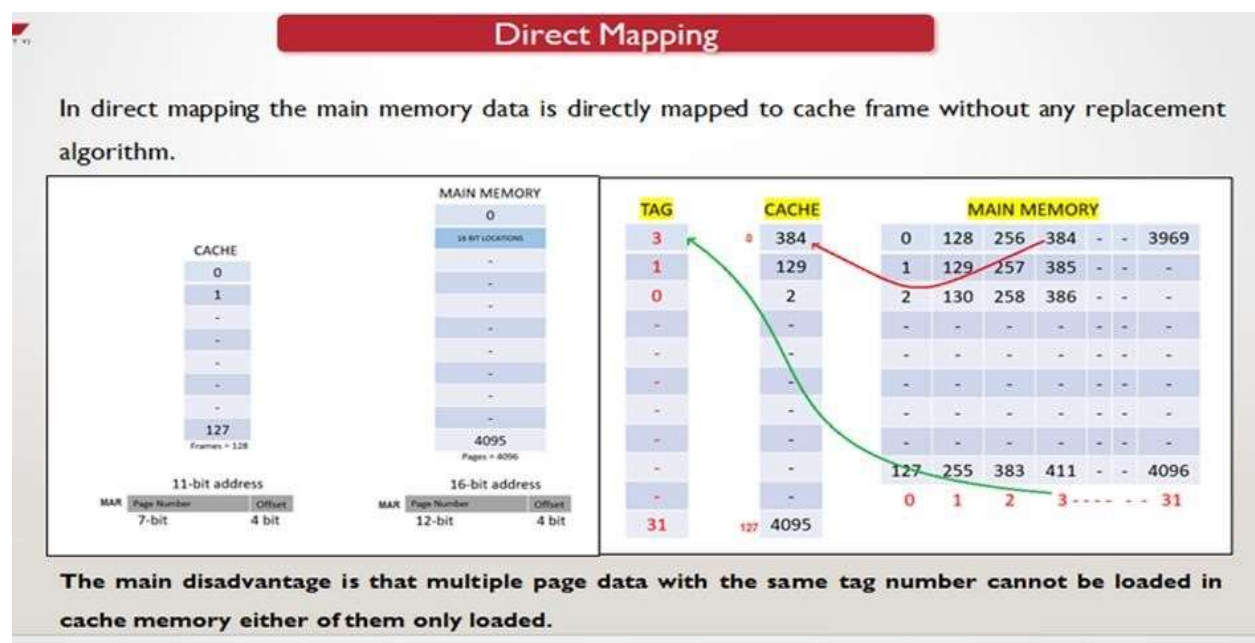 Direct Mapping
In direct mapping the main memory data is directly mapped to cache frame without any replacement
algorithm.
MAIN MEMORY
0
16 BIT LOCATIONS
-
-
-
-
-
-
-
-
4095
Pages = 4096
CACHE
0
1
-
-
-
-
-
127
Frames = 128
11-bit address
MAR Page Number Offset
7-bit 4 bit
16-bit address
MAR Page Number Offset
12-bit 4 bit
TAG CACHE MAIN MEMORY
3 0 384 0 128 256 384 - - 3969
1 129 1 129 257 385 - - -
0 2 2 130 258 386 - - -
- - - - - - - - -
- - - - - - - - -
- - - - - - - - -
- - - - - - - - -
- - - - - - - - -
- - 127 255 383 411 - - 4096
- - 0 1 2 3 - - - - - - 31
31 127 4095
The main disadvantage is that multiple page data with the same tag number cannot be loaded in
cache memory either of them only loaded.